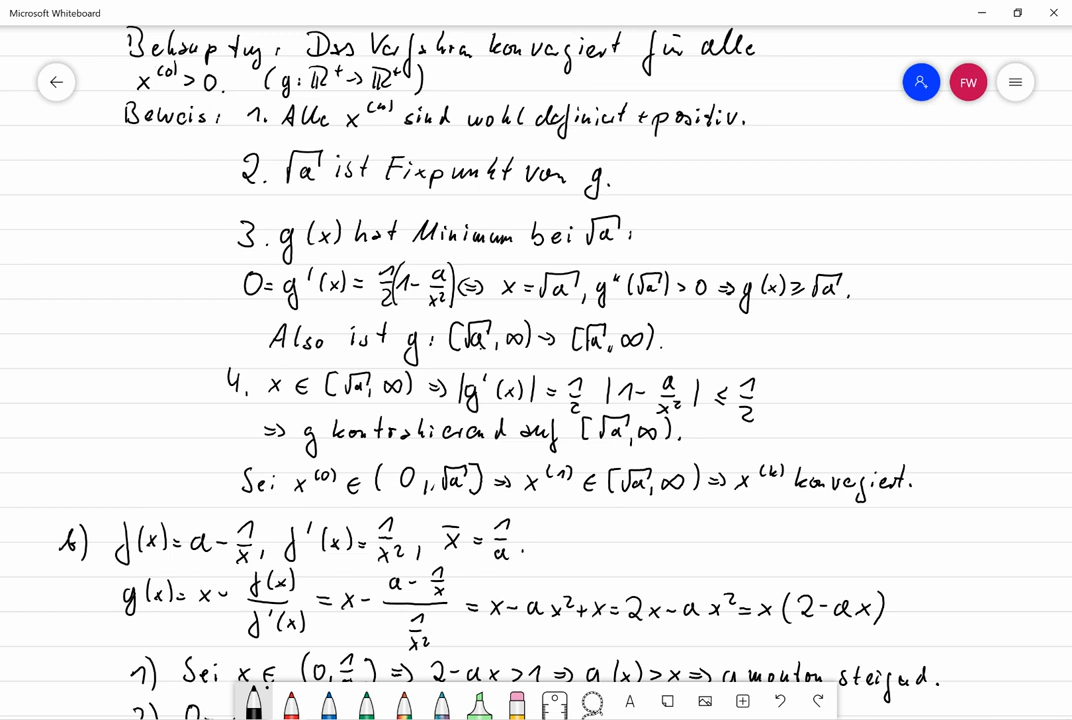 Microsoft Whiteboard
Behauptung: Das Verfahren konvergiert für alle
x^(0) > 0. (g: ℝ⁺ → ℝ⁺)
FW
Beweis: 1. Alle x^(k) sind wohldefiniert + positiv.
2. √a ist Fixpunkt von g.
3. g(x) hat Minimum bei √a:
0 = g'(x) = 1/2 (1 - a/x²) ⇔ x = √a, g''(√a) > 0 ⇒ g(x) ≥ √a.
Also ist g: [√a, ∞) → [√a, ∞).
4. x ∈ [√a, ∞) ⇒ |g'(x)| = 1/2 |1 - a/x²| ≤ 1/2
⇒ g kontrahierend auf [√a, ∞).
Sei x^(0) ∈ (0, √a] ⇒ x^(1) ∈ [√a, ∞) ⇒ x^(k) konvergiert.
b) f(x) = a - 1/x, f'(x) = 1/x², x̄ = 1/a.
g(x) = x - f(x)/f'(x) = x - (a - 1/x)/(1/x²) = x - ax² + x = 2x - ax² = x(2 - ax)
1) Sei x ∈ (0, 1/a) ⇒ 2 - ax > 1 ⇒ g(x) > x ⇒ g monton steigend.
2)
A